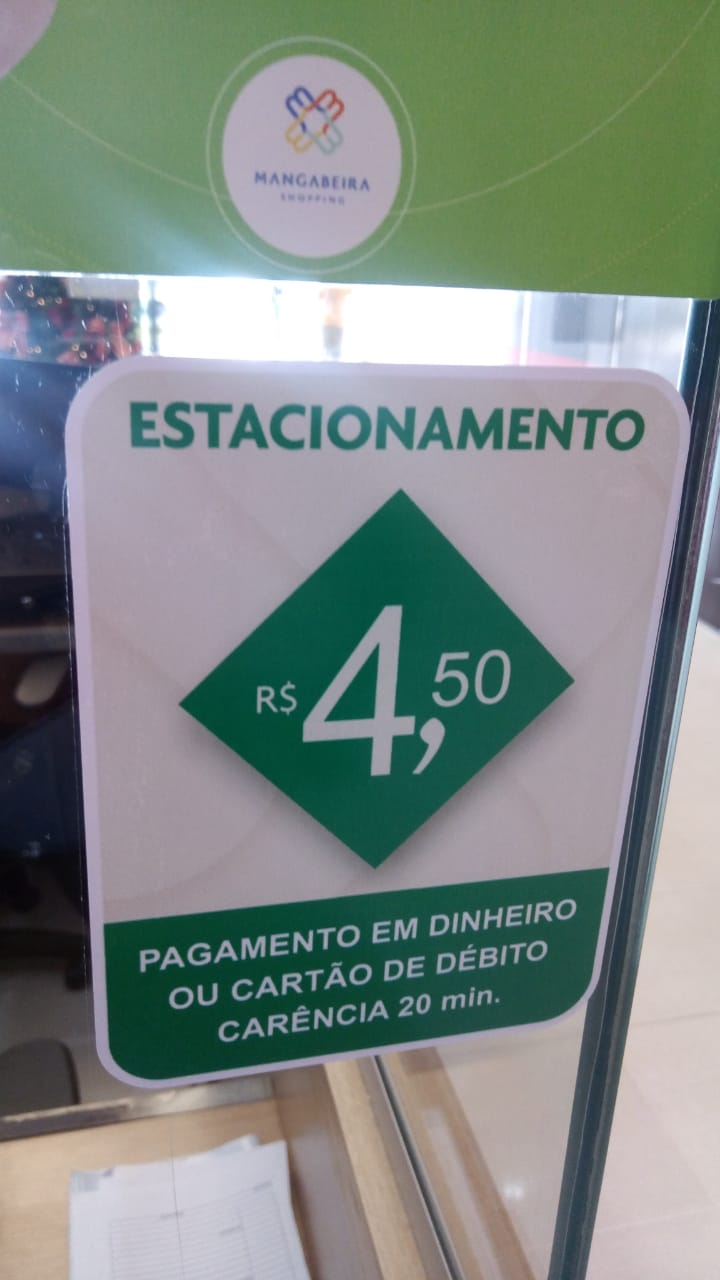 MANGABEIRA
SHOPPING
ESTACIONAMENTO
R$ 4,50
PAGAMENTO EM DINHEIRO
OU CARTÃO DE DÉBITO
CARÊNCIA 20 min.